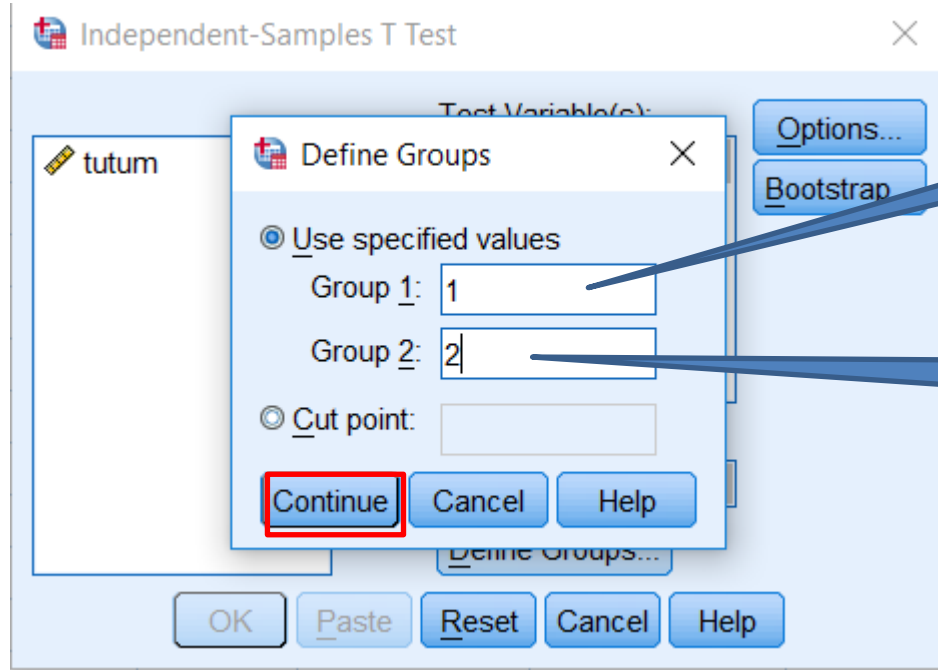 Independent-Samples T Test
Test Variable(s):
Options...
tutum
Define Groups
Bootstrap...
Use specified values
Group 1: 1
Group 2: 2
Cut point:
Continue Cancel Help
Define Groups...
OK Paste Reset Cancel Help